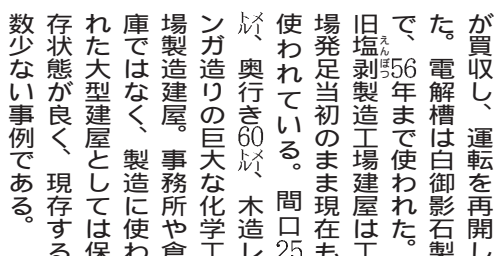 が買収し、運転を再開し
た。電解槽は白御影石製
で、56年まで使われた。
旧塩剥製造工場建屋は工
場発足当初のまま現在も
使われている。間口25
メートル、奥行き60メートル、木造レ
ンガ造りの巨大な化学工
場製造建屋。事務所や倉
庫ではなく、製造に使わ
れた大型建屋としては保
存状態が良く、現存する
数少ない事例である。